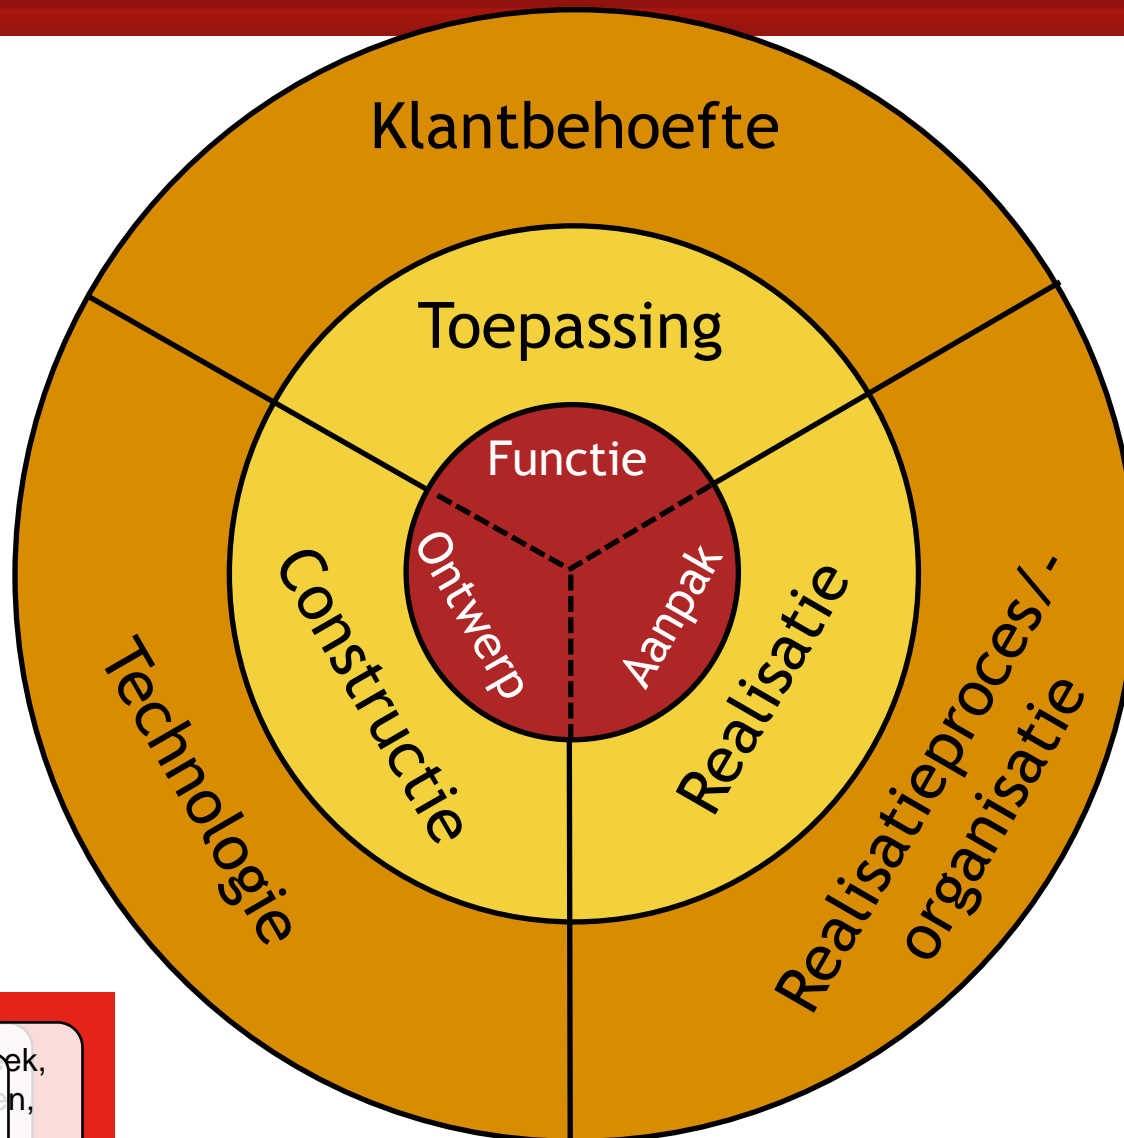 Klantbehoefte
Toepassing
Functie
Ontwerp
Aanpak
Constructie
Realisatie
Technologie
Realisatieproces/-
organisatie